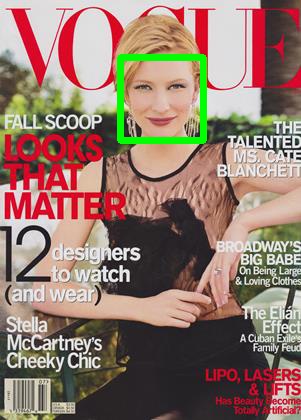 VOGUE
FALL SCOOP
LOOKS
THAT
MATTER
12 designers
to watch
(and wear)
Stella
McCartney's
Cheeky Chic
THE
TALENTED
MS. CATE
BLANCHETT
BROADWAY'S
BIG BABE
On Being Large
& Loving Clothes
The Elián
Effect
A Cuban Exile's
Family Feud
LIPO, LASERS
& LIFTS
Has Beauty Become
Totally Artificial?